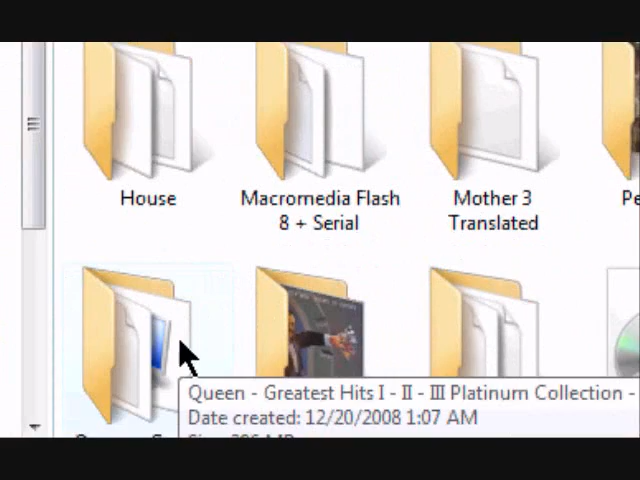 House
Macromedia Flash
8 + Serial
Mother 3
Translated
Queen - Greatest Hits I - II - III Platinum Collection -
Date created: 12/20/2008 1:07 AM